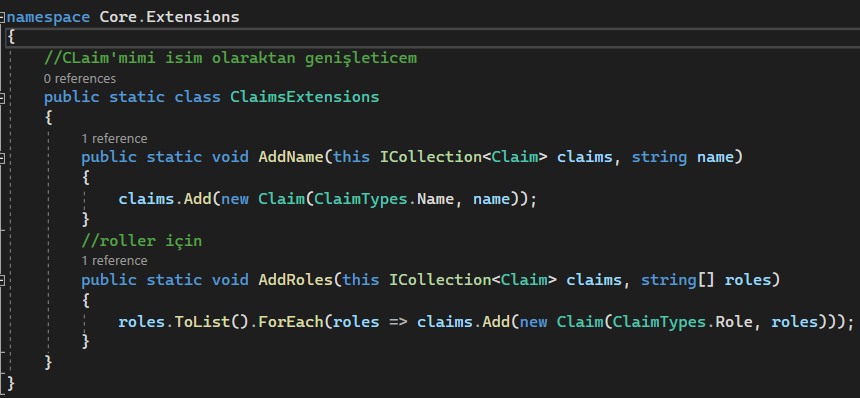 namespace Core.Extensions
{
//CLaim'mimi isim olaraktan genişleticem
0 references
public static class ClaimsExtensions
{
1 reference
public static void AddName(this ICollection<Claim> claims, string name)
{
claims.Add(new Claim(ClaimTypes.Name, name));
}
//roller için
1 reference
public static void AddRoles(this ICollection<Claim> claims, string[] roles)
{
roles.ToList().ForEach(roles => claims.Add(new Claim(ClaimTypes.Role, roles)));
}
}
}